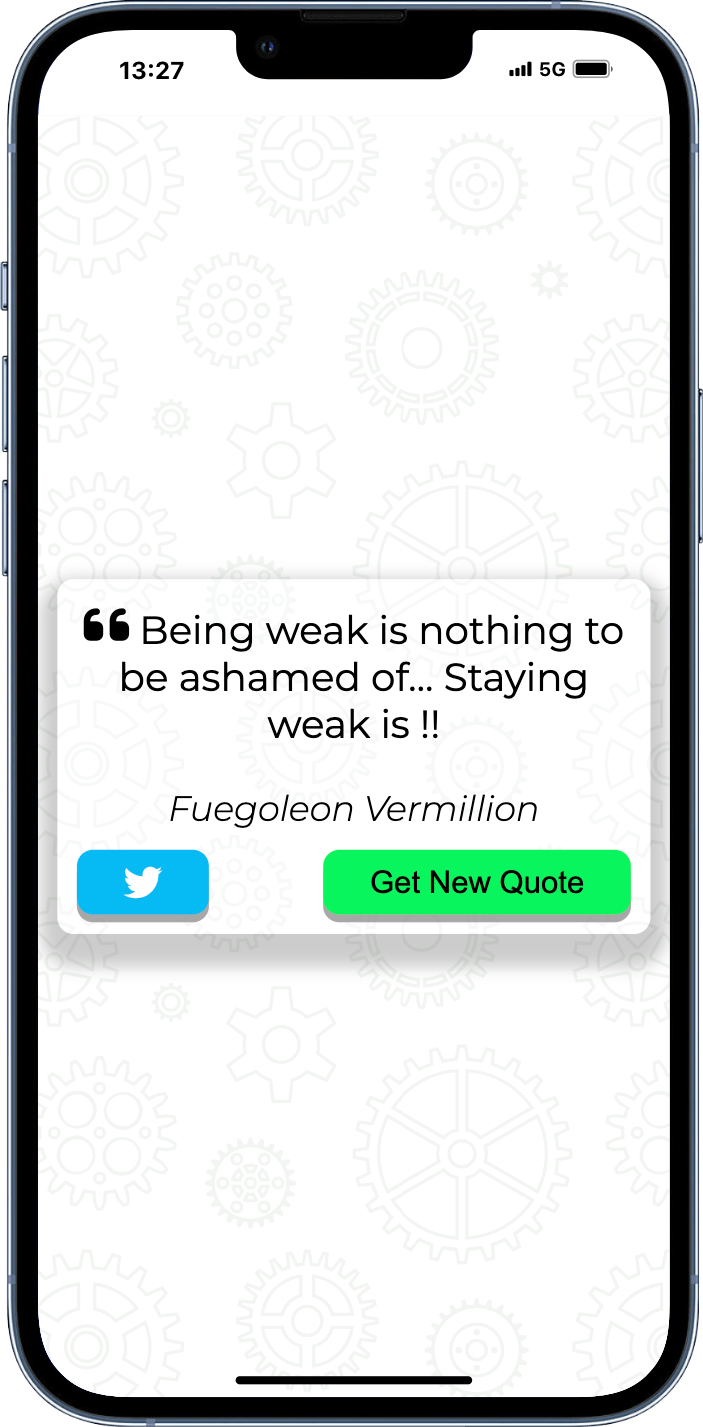 13:27 5G
Being weak is nothing to
be ashamed of... Staying
weak is !!
Fuegoleon Vermillion
Get New Quote